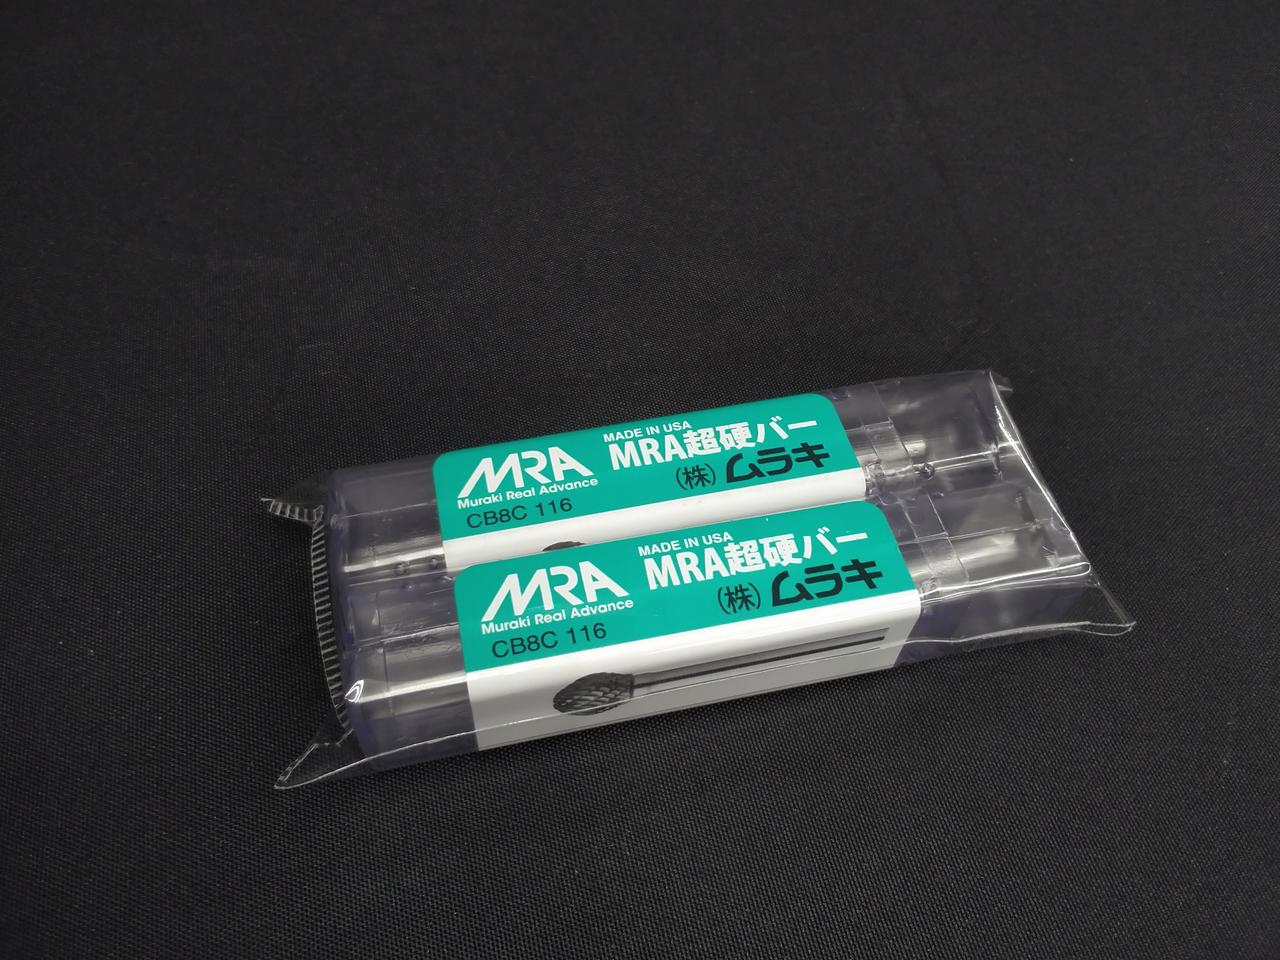 MRA
Muraki Real Advance
CB8C 116
MADE IN USA
MRA超硬バー
(株) ムラキ
MRA
Muraki Real Advance
CB8C 116
MADE IN USA
MRA超硬バー
(株) ムラキ